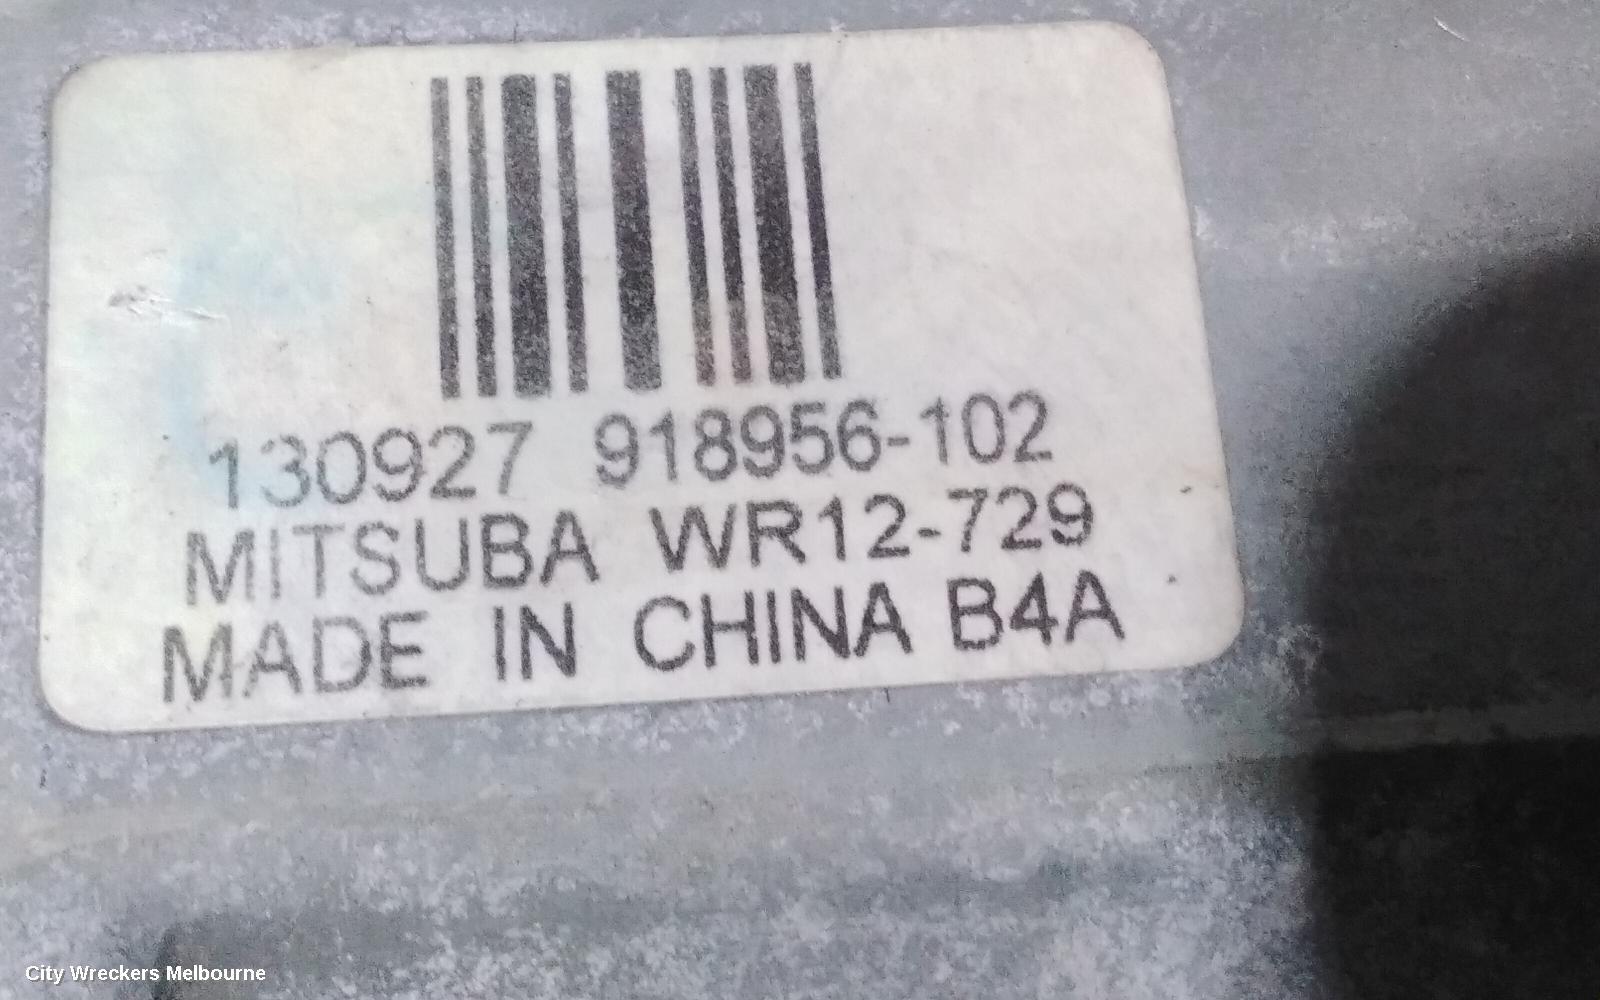 130927 918956-102
MITSUBA WR12-729
MADE IN CHINA B4A
City Wreckers Melbourne